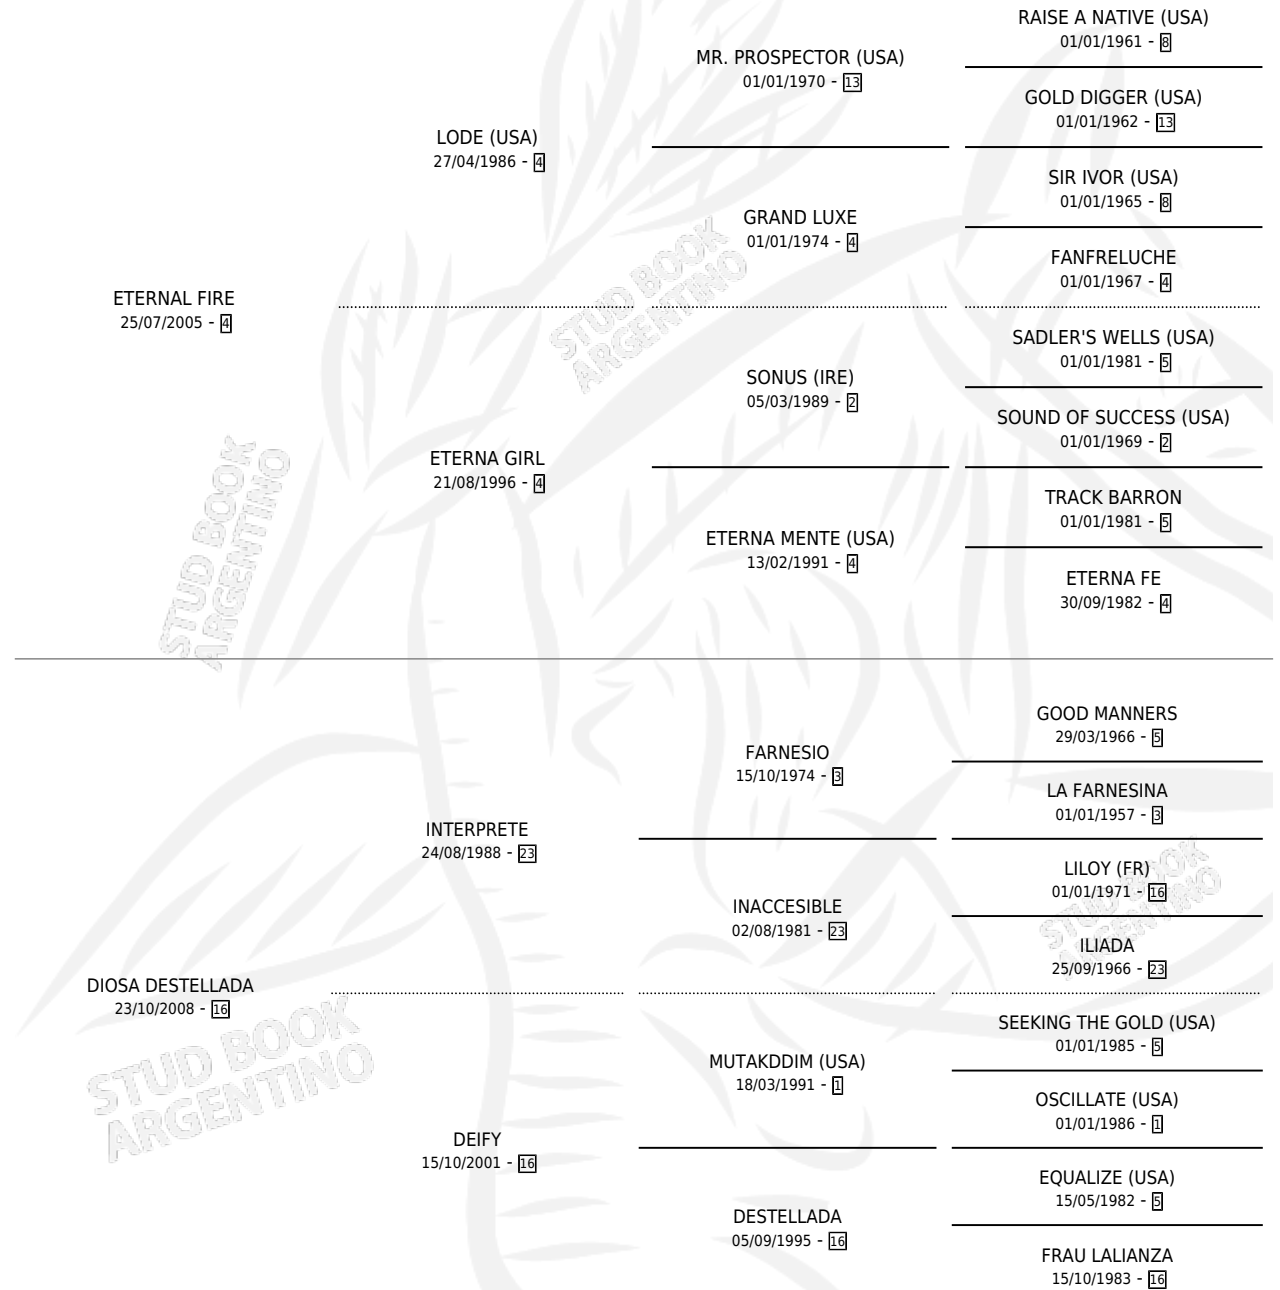 RAISE A NATIVE (USA)
01/01/1961 - 8
MR. PROSPECTOR (USA)
01/01/1970 - 13
GOLD DIGGER (USA)
01/01/1962 - 13
LODE (USA)
27/04/1986 - 4
SIR IVOR (USA)
01/01/1965 - 8
GRAND LUXE
01/01/1974 - 4
FANFRELUCHE
01/01/1967 - 4
ETERNAL FIRE
25/07/2005 - 4
SADLER'S WELLS (USA)
01/01/1981 - 5
SONUS (IRE)
05/03/1989 - 2
SOUND OF SUCCESS (USA)
01/01/1969 - 2
ETERNA GIRL
21/08/1996 - 4
TRACK BARRON
01/01/1981 - 5
ETERNA MENTE (USA)
13/02/1991 - 4
ETERNA FE
30/09/1982 - 4
GOOD MANNERS
29/03/1966 - 5
FARNESIO
15/10/1974 - 3
LA FARNESINA
01/01/1957 - 3
INTERPRETE
24/08/1988 - 23
LILOY (FR)
01/01/1971 - 16
INACCESIBLE
02/08/1981 - 23
ILIADA
25/09/1966 - 23
DIOSA DESTELLADA
23/10/2008 - 16
SEEKING THE GOLD (USA)
01/01/1985 - 5
MUTAKDDIM (USA)
18/03/1991 - 1
OSCILLATE (USA)
01/01/1986 - 1
DEIFY
15/10/2001 - 16
EQUALIZE (USA)
15/05/1982 - 5
DESTELLADA
05/09/1995 - 16
FRAU LALIANZA
15/10/1983 - 16
STUD BOOK
ARGENTINO
STUD BOOK
ARGENTINO
STUD BOOK
ARGENTINO
STUD BOOK
ARGENTINO